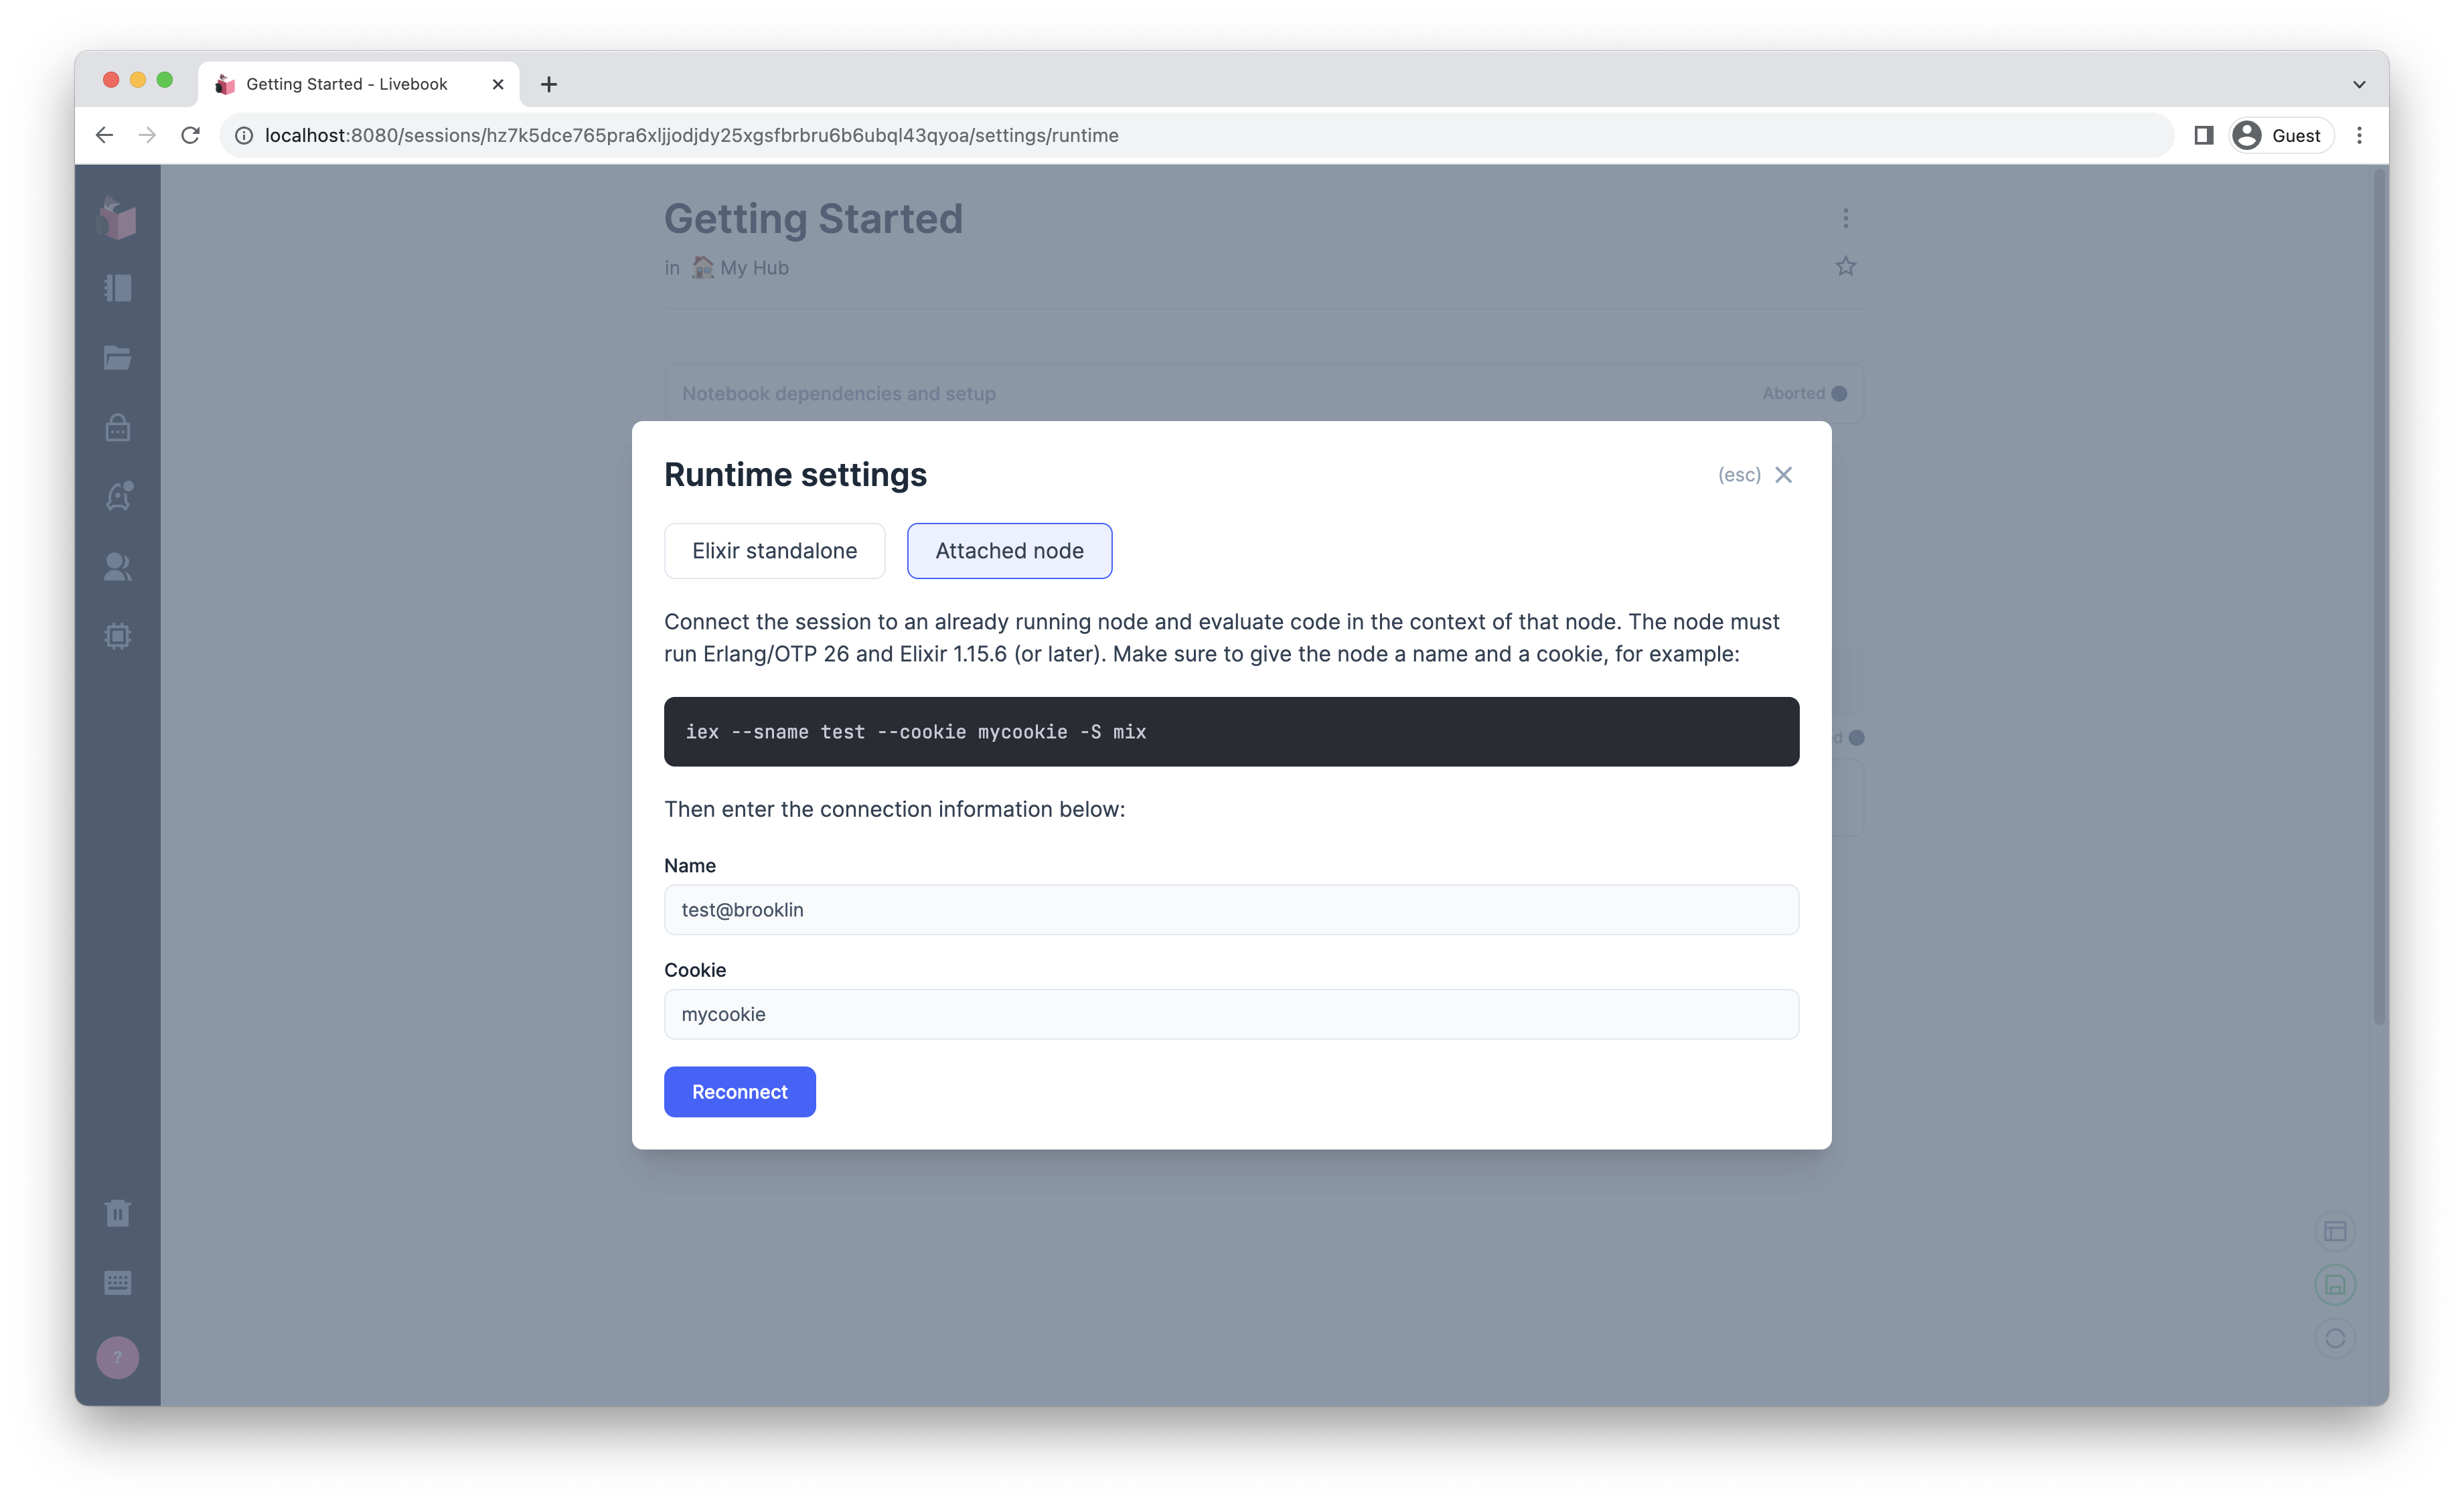 Getting Started - Livebook
localhost:8080/sessions/hz7k5dce765pra6xljjodjdy25xgsfbrbru6b6ubql43qyoa/settings/runtime
Guest
Getting Started
in 🏠 My Hub
Notebook dependencies and setup
Aborted
Runtime settings
(esc)
Elixir standalone
Attached node
Connect the session to an already running node and evaluate code in the context of that node. The node must
run Erlang/OTP 26 and Elixir 1.15.6 (or later). Make sure to give the node a name and a cookie, for example:
iex --sname test --cookie mycookie -S mix
d
Then enter the connection information below:
Name
test@brooklin
Cookie
mycookie
Reconnect
?